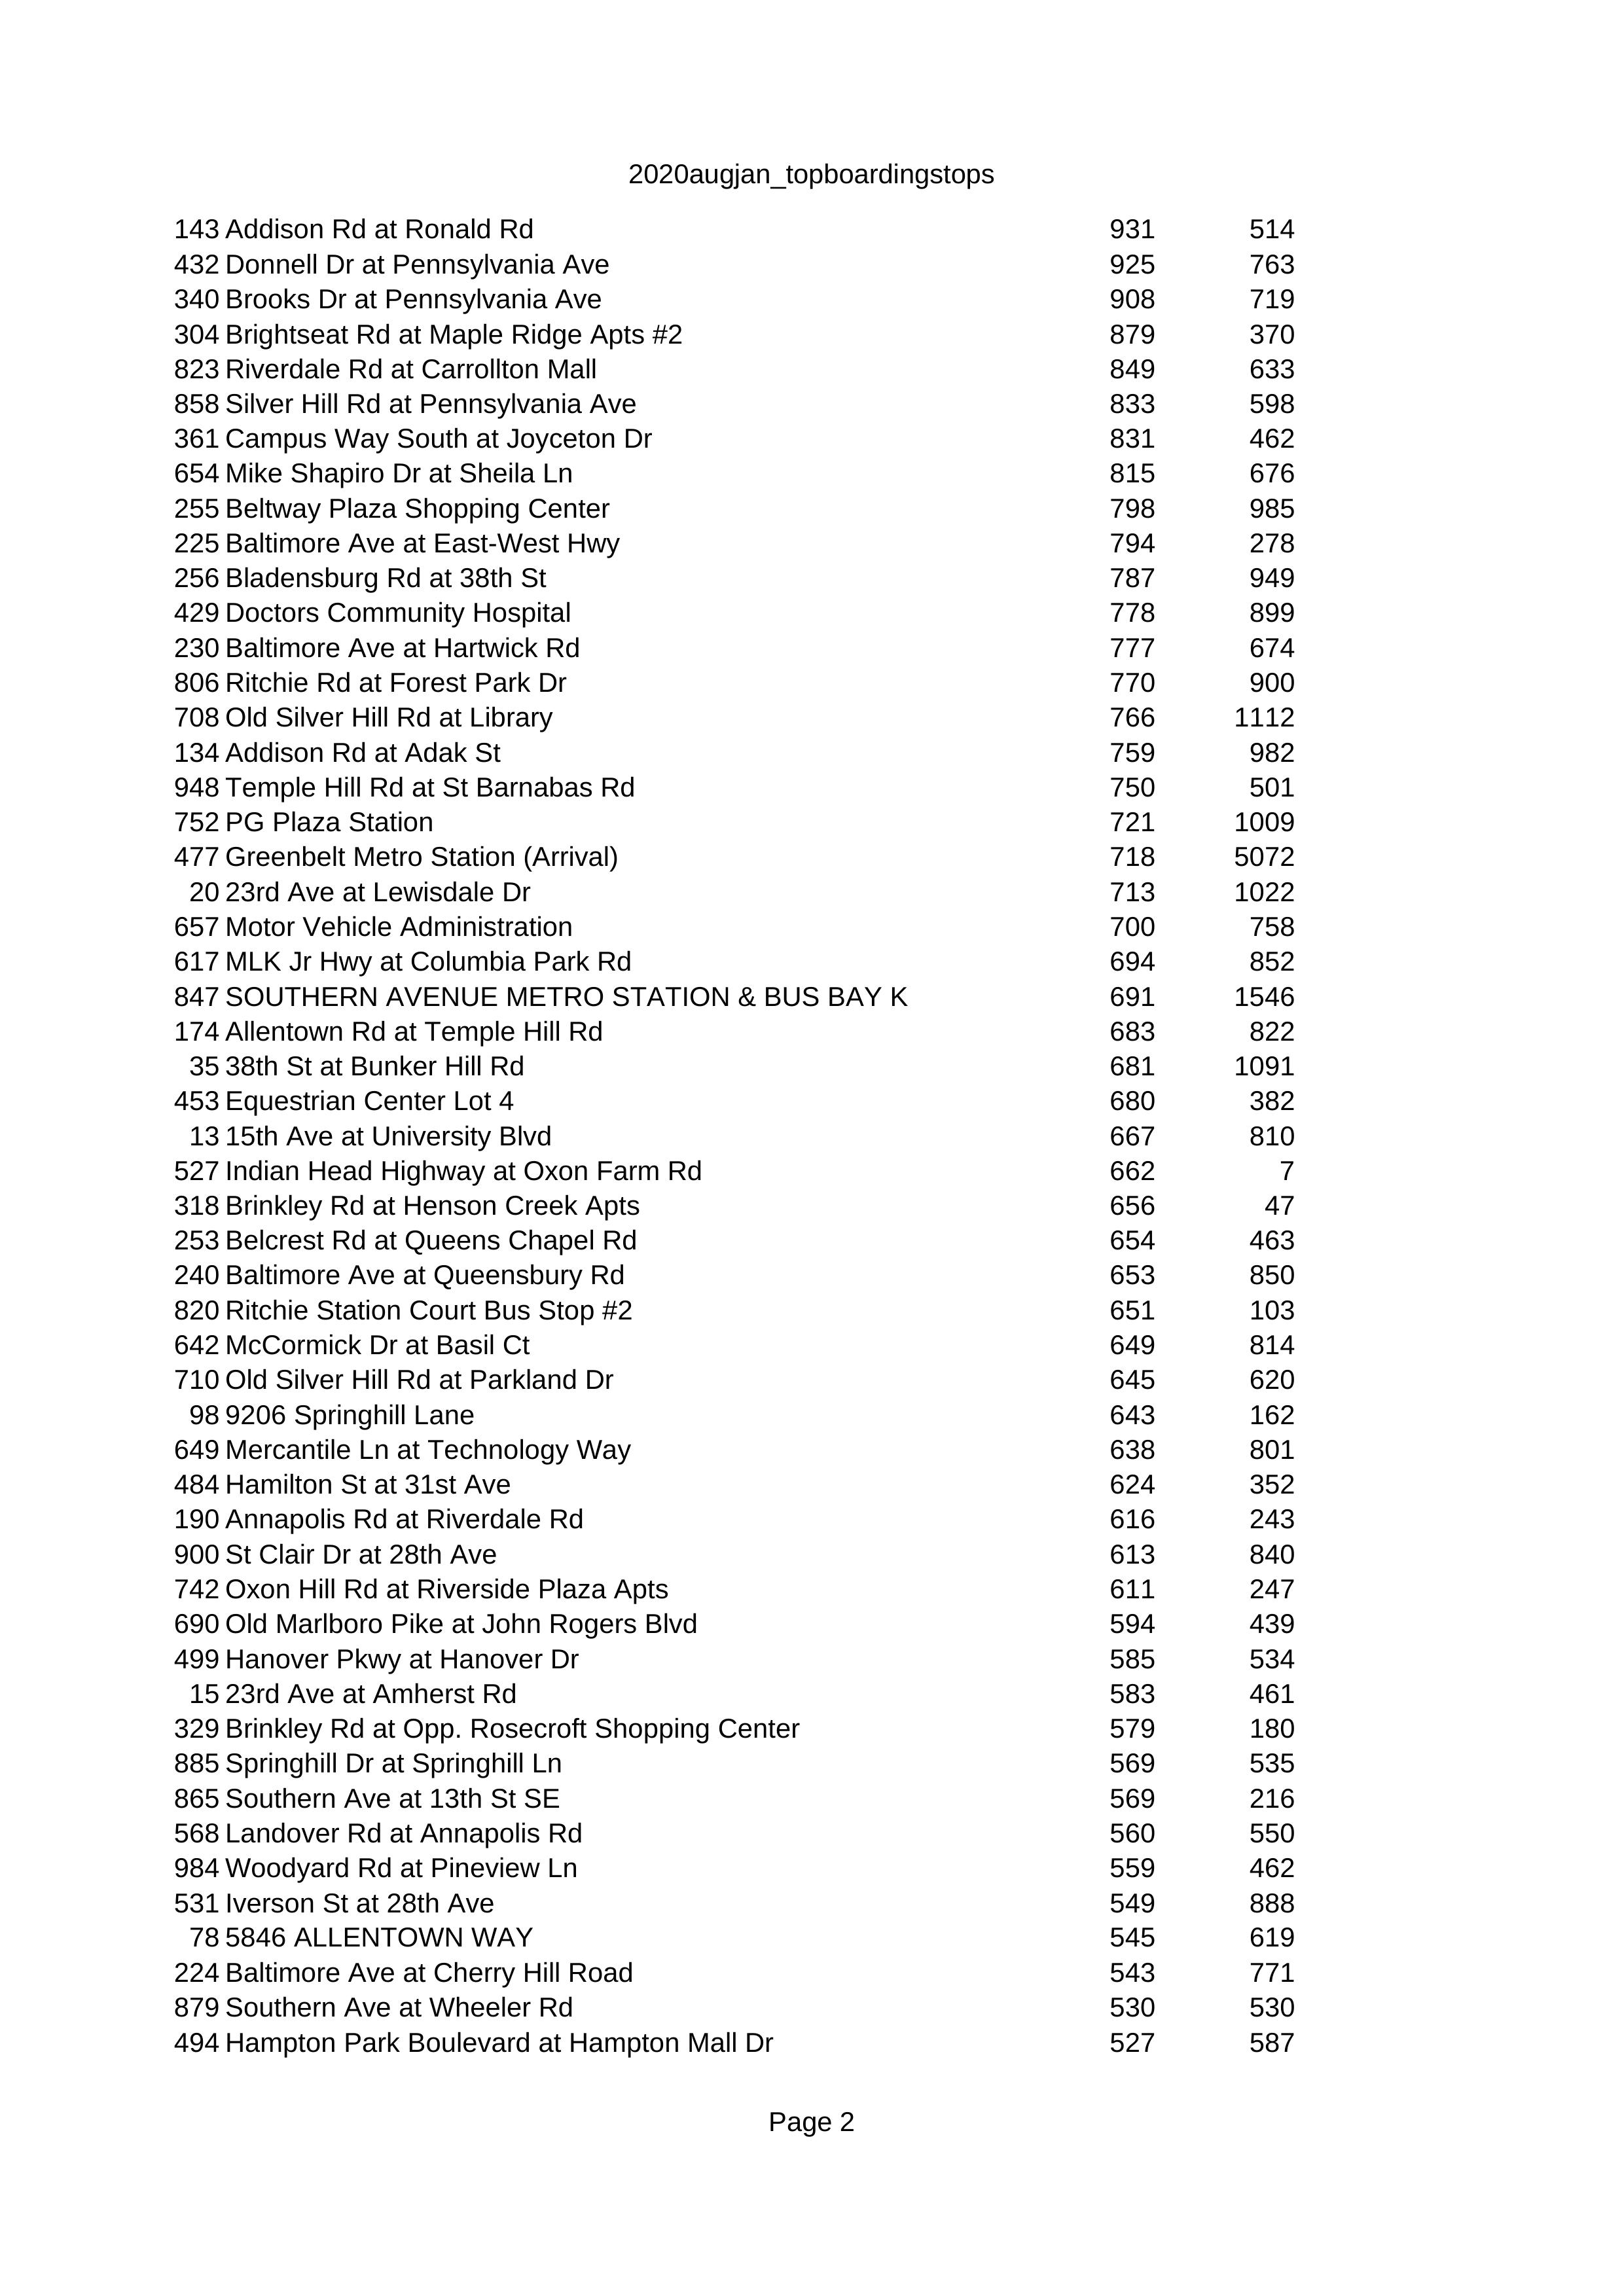 2020augjan_topboardingstops
143 Addison Rd at Ronald Rd 931 514
432 Donnell Dr at Pennsylvania Ave 925 763
340 Brooks Dr at Pennsylvania Ave 908 719
304 Brightseat Rd at Maple Ridge Apts #2 879 370
823 Riverdale Rd at Carrollton Mall 849 633
858 Silver Hill Rd at Pennsylvania Ave 833 598
361 Campus Way South at Joyceton Dr 831 462
654 Mike Shapiro Dr at Sheila Ln 815 676
255 Beltway Plaza Shopping Center 798 985
225 Baltimore Ave at East-West Hwy 794 278
256 Bladensburg Rd at 38th St 787 949
429 Doctors Community Hospital 778 899
230 Baltimore Ave at Hartwick Rd 777 674
806 Ritchie Rd at Forest Park Dr 770 900
708 Old Silver Hill Rd at Library 766 1112
134 Addison Rd at Adak St 759 982
948 Temple Hill Rd at St Barnabas Rd 750 501
752 PG Plaza Station 721 1009
477 Greenbelt Metro Station (Arrival) 718 5072
20 23rd Ave at Lewisdale Dr 713 1022
657 Motor Vehicle Administration 700 758
617 MLK Jr Hwy at Columbia Park Rd 694 852
847 SOUTHERN AVENUE METRO STATION & BUS BAY K 691 1546
174 Allentown Rd at Temple Hill Rd 683 822
35 38th St at Bunker Hill Rd 681 1091
453 Equestrian Center Lot 4 680 382
13 15th Ave at University Blvd 667 810
527 Indian Head Highway at Oxon Farm Rd 662 7
318 Brinkley Rd at Henson Creek Apts 656 47
253 Belcrest Rd at Queens Chapel Rd 654 463
240 Baltimore Ave at Queensbury Rd 653 850
820 Ritchie Station Court Bus Stop #2 651 103
642 McCormick Dr at Basil Ct 649 814
710 Old Silver Hill Rd at Parkland Dr 645 620
98 9206 Springhill Lane 643 162
649 Mercantile Ln at Technology Way 638 801
484 Hamilton St at 31st Ave 624 352
190 Annapolis Rd at Riverdale Rd 616 243
900 St Clair Dr at 28th Ave 613 840
742 Oxon Hill Rd at Riverside Plaza Apts 611 247
690 Old Marlboro Pike at John Rogers Blvd 594 439
499 Hanover Pkwy at Hanover Dr 585 534
15 23rd Ave at Amherst Rd 583 461
329 Brinkley Rd at Opp. Rosecroft Shopping Center 579 180
885 Springhill Dr at Springhill Ln 569 535
865 Southern Ave at 13th St SE 569 216
568 Landover Rd at Annapolis Rd 560 550
984 Woodyard Rd at Pineview Ln 559 462
531 Iverson St at 28th Ave 549 888
78 5846 ALLENTOWN WAY 545 619
224 Baltimore Ave at Cherry Hill Road 543 771
879 Southern Ave at Wheeler Rd 530 530
494 Hampton Park Boulevard at Hampton Mall Dr 527 587
Page 2